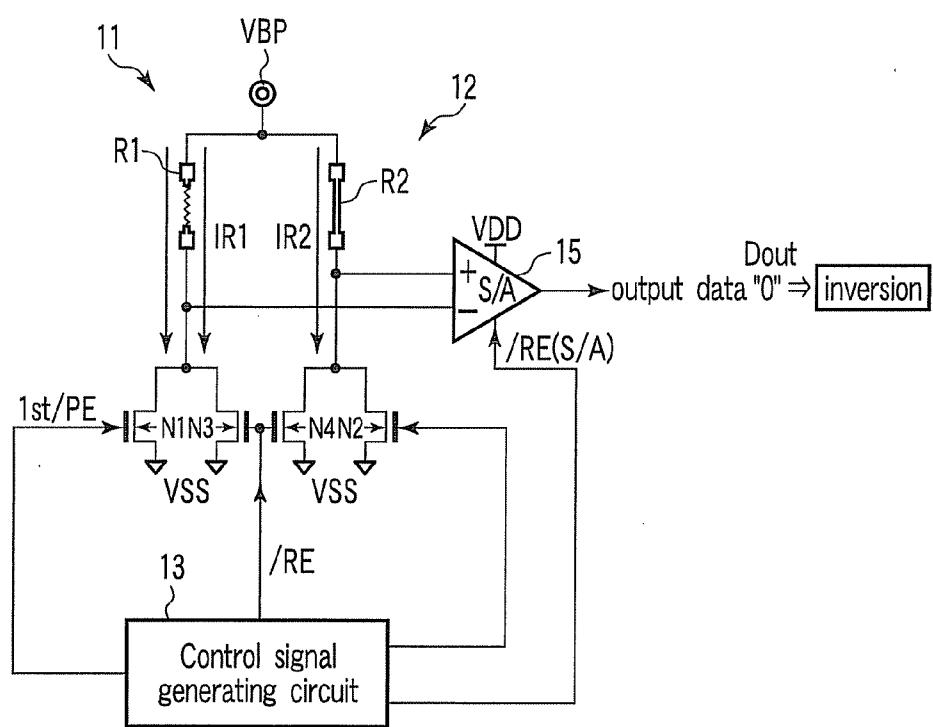 11
VBP
12
R1
R2
IR1
IR2
VDD
15
+
S/A
−
Dout
output data "0" ⇒ inversion
/RE(S/A)
1st/PE
N1N3
N4N2
VSS
VSS
/RE
13
Control signal
generating circuit